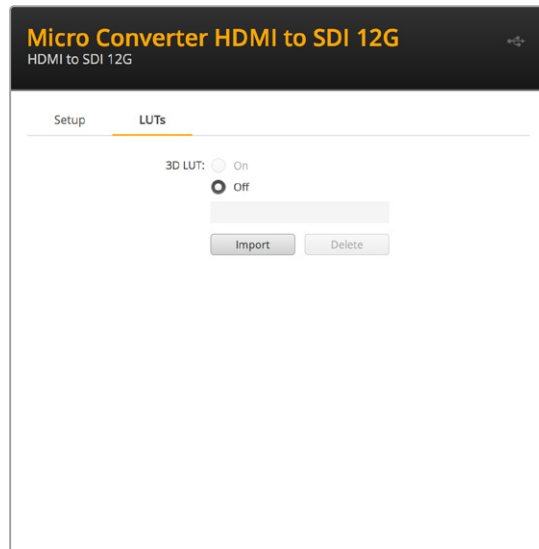 Micro Converter HDMI to SDI 12G
HDMI to SDI 12G
Setup LUTs
3D LUT: On
Off
Import Delete